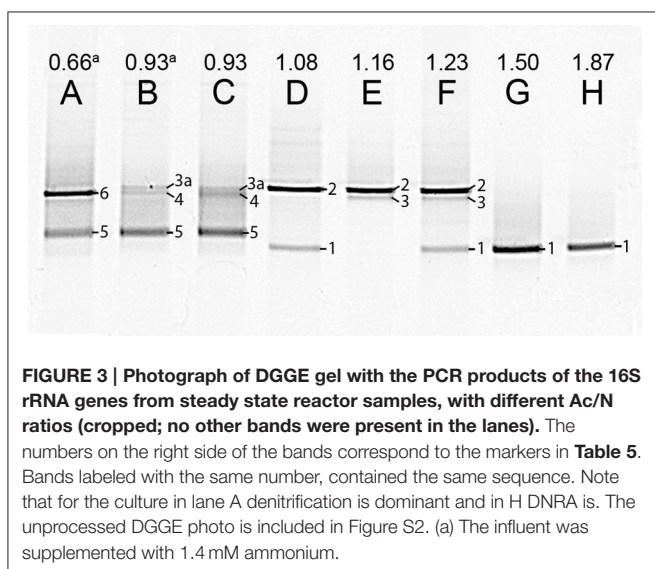 0.66a 0.93a 0.93 1.08 1.16 1.23 1.50 1.87
A B C D E F G H
6 3a 4 3a 4 2 2 3 2 3
5 5 5 1 1 1 1
FIGURE 3 | Photograph of DGGE gel with the PCR products of the 16S
rRNA genes from steady state reactor samples, with different Ac/N
ratios (cropped; no other bands were present in the lanes). The
numbers on the right side of the bands correspond to the markers in Table 5.
Bands labeled with the same number, contained the same sequence. Note
that for the culture in lane A denitrification is dominant and in H DNRA is. The
unprocessed DGGE photo is included in Figure S2. (a) The influent was
supplemented with 1.4 mM ammonium.